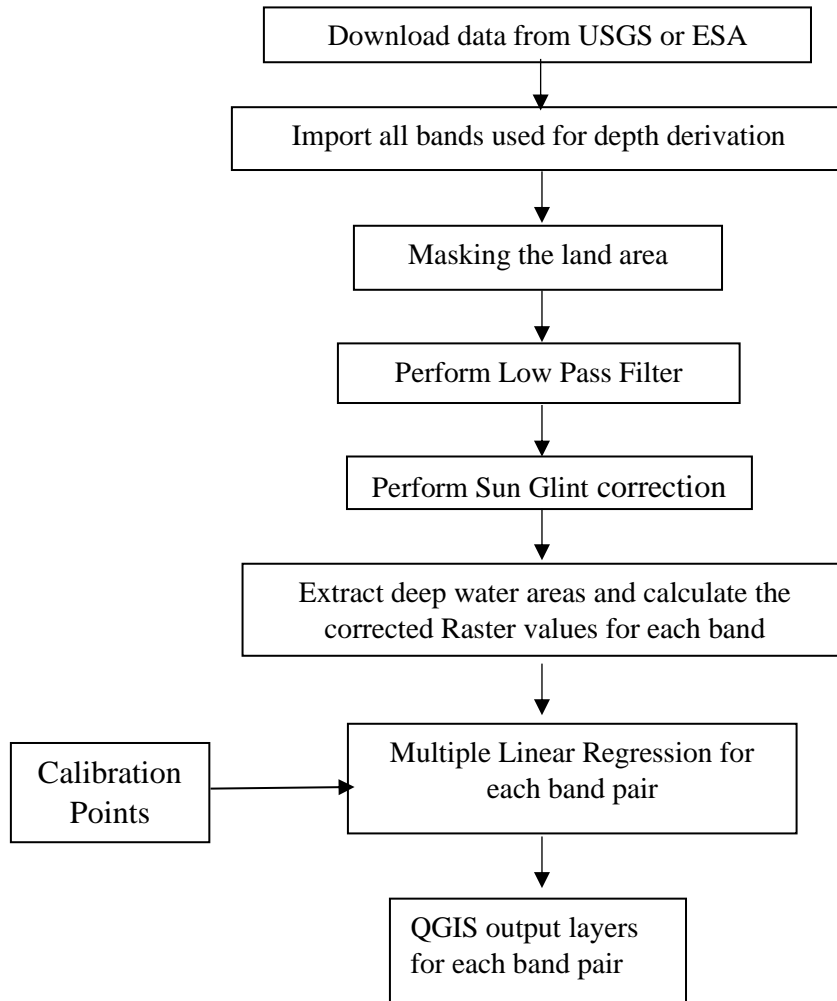 Download data from USGS or ESA
Import all bands used for depth derivation
Masking the land area
Perform Low Pass Filter
Perform Sun Glint correction
Extract deep water areas and calculate the
corrected Raster values for each band
Calibration
Points
Multiple Linear Regression for
each band pair
QGIS output layers
for each band pair